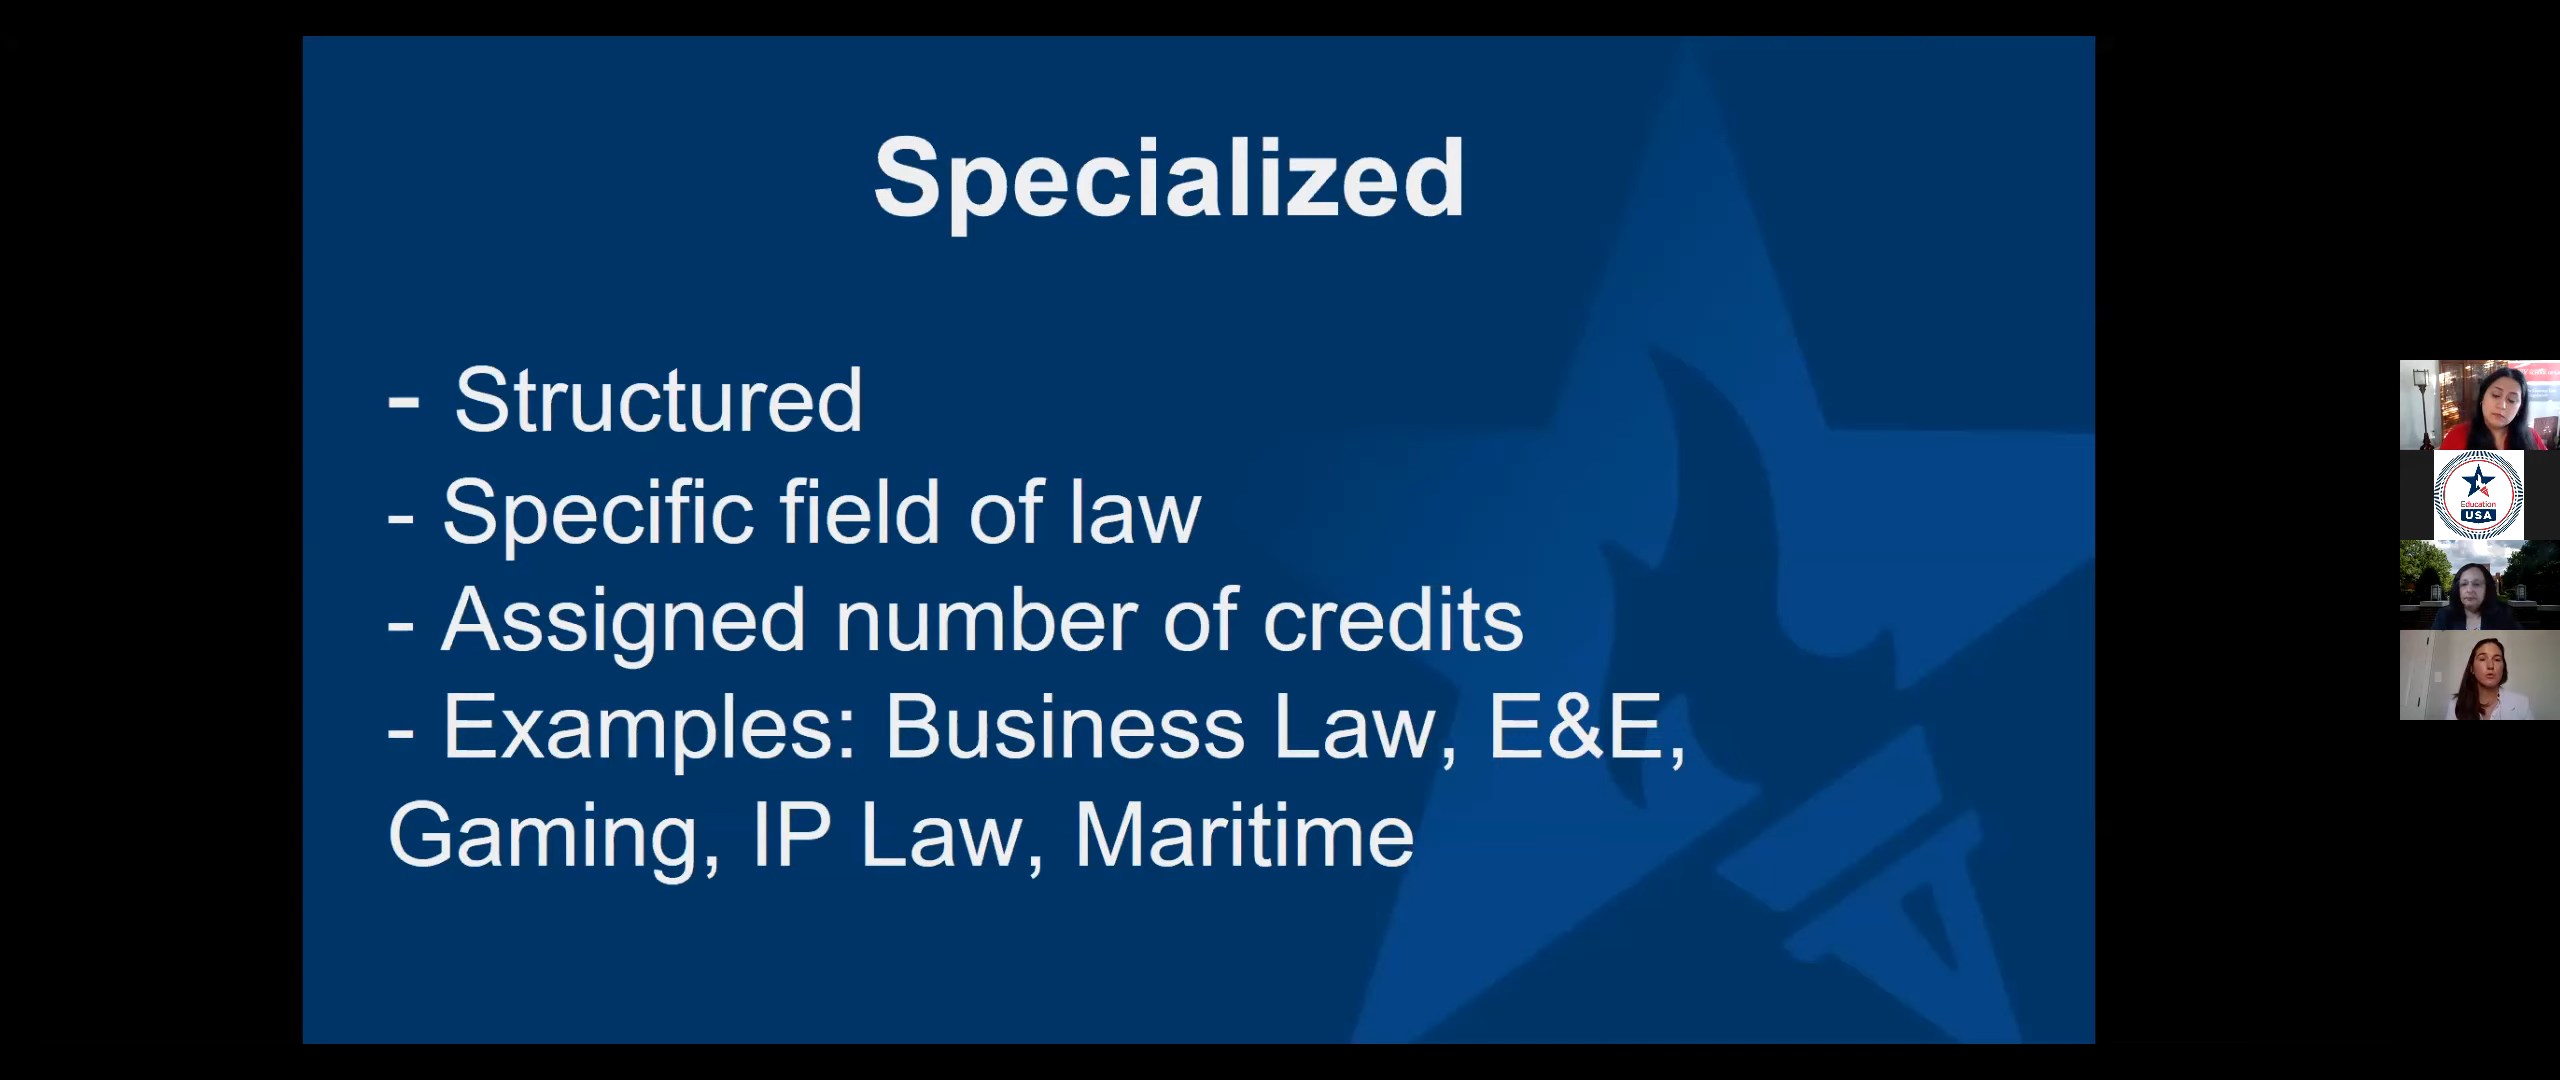 Specialized
- Structured
- Specific field of law
- Assigned number of credits
- Examples: Business Law, E&E,
Gaming, IP Law, Maritime
Education
USA